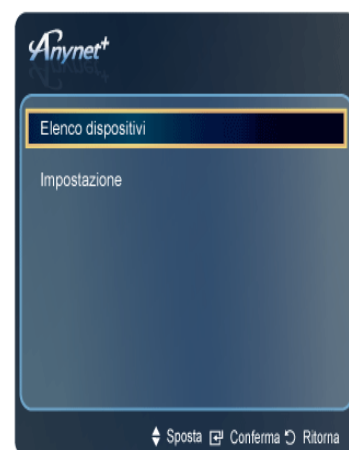 Anynet+
Elenco dispositivi
Impostazione
Sposta Conferma Ritorna